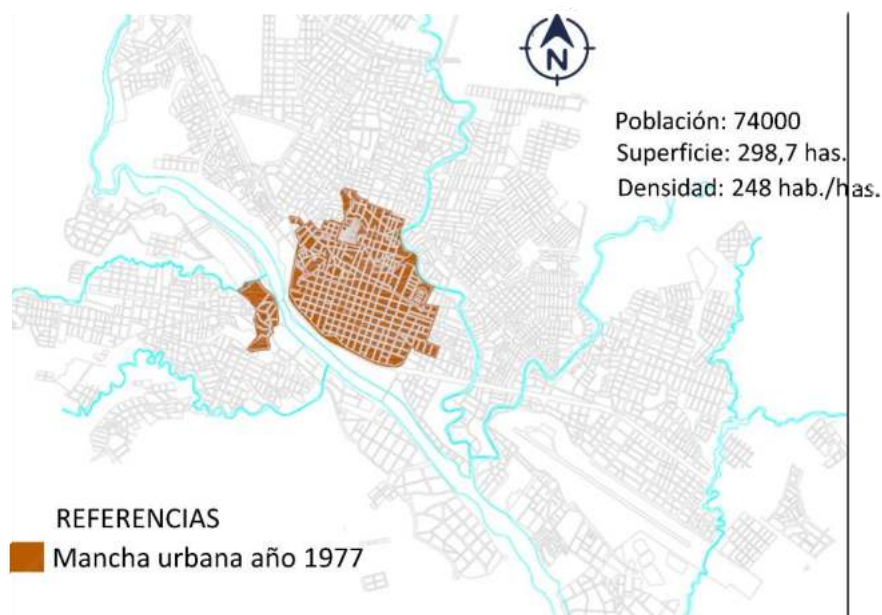 N
Población: 74000
Superficie: 298,7 has.
Densidad: 248 hab./has.
REFERENCIAS
Mancha urbana año 1977